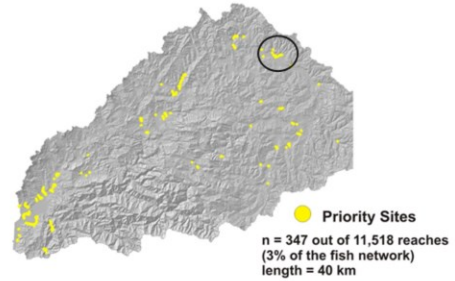 Priority Sites
n = 347 out of 11,518 reaches
(3% of the fish network)
length = 40 km